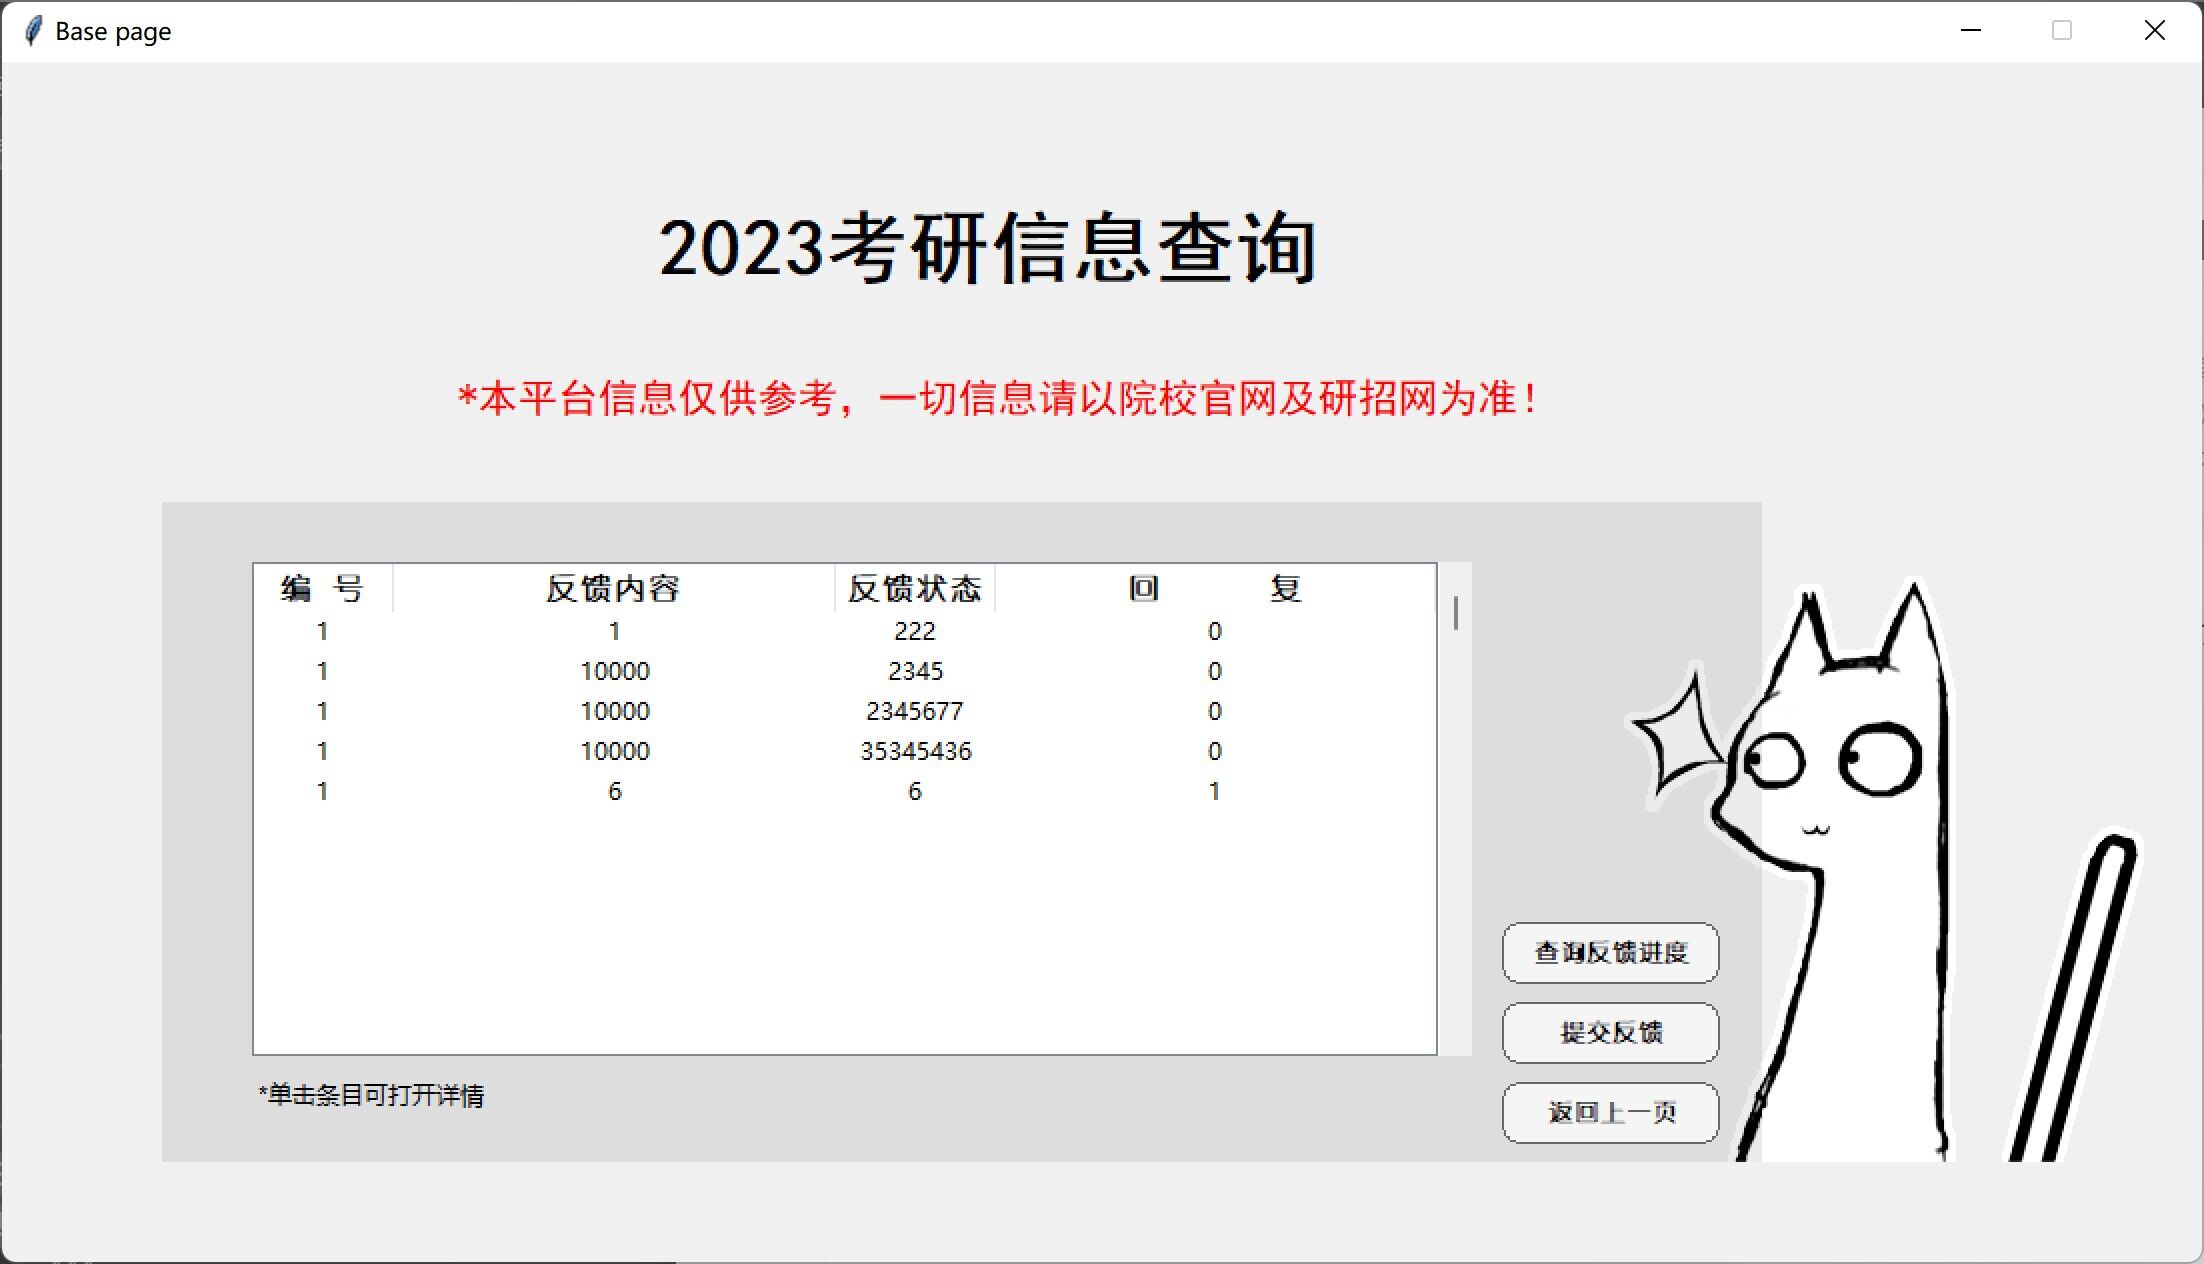 Base page
2023考研信息查询
*本平台信息仅供参考，一切信息请以院校官网及研招网为准！
编 号 反馈内容 反馈状态 回 复
1 1 222 0
1 10000 2345 0
1 10000 2345677 0
1 10000 35345436 0
1 6 6 1
查询反馈进度
提交反馈
返回上一页
*单击条目可打开详情